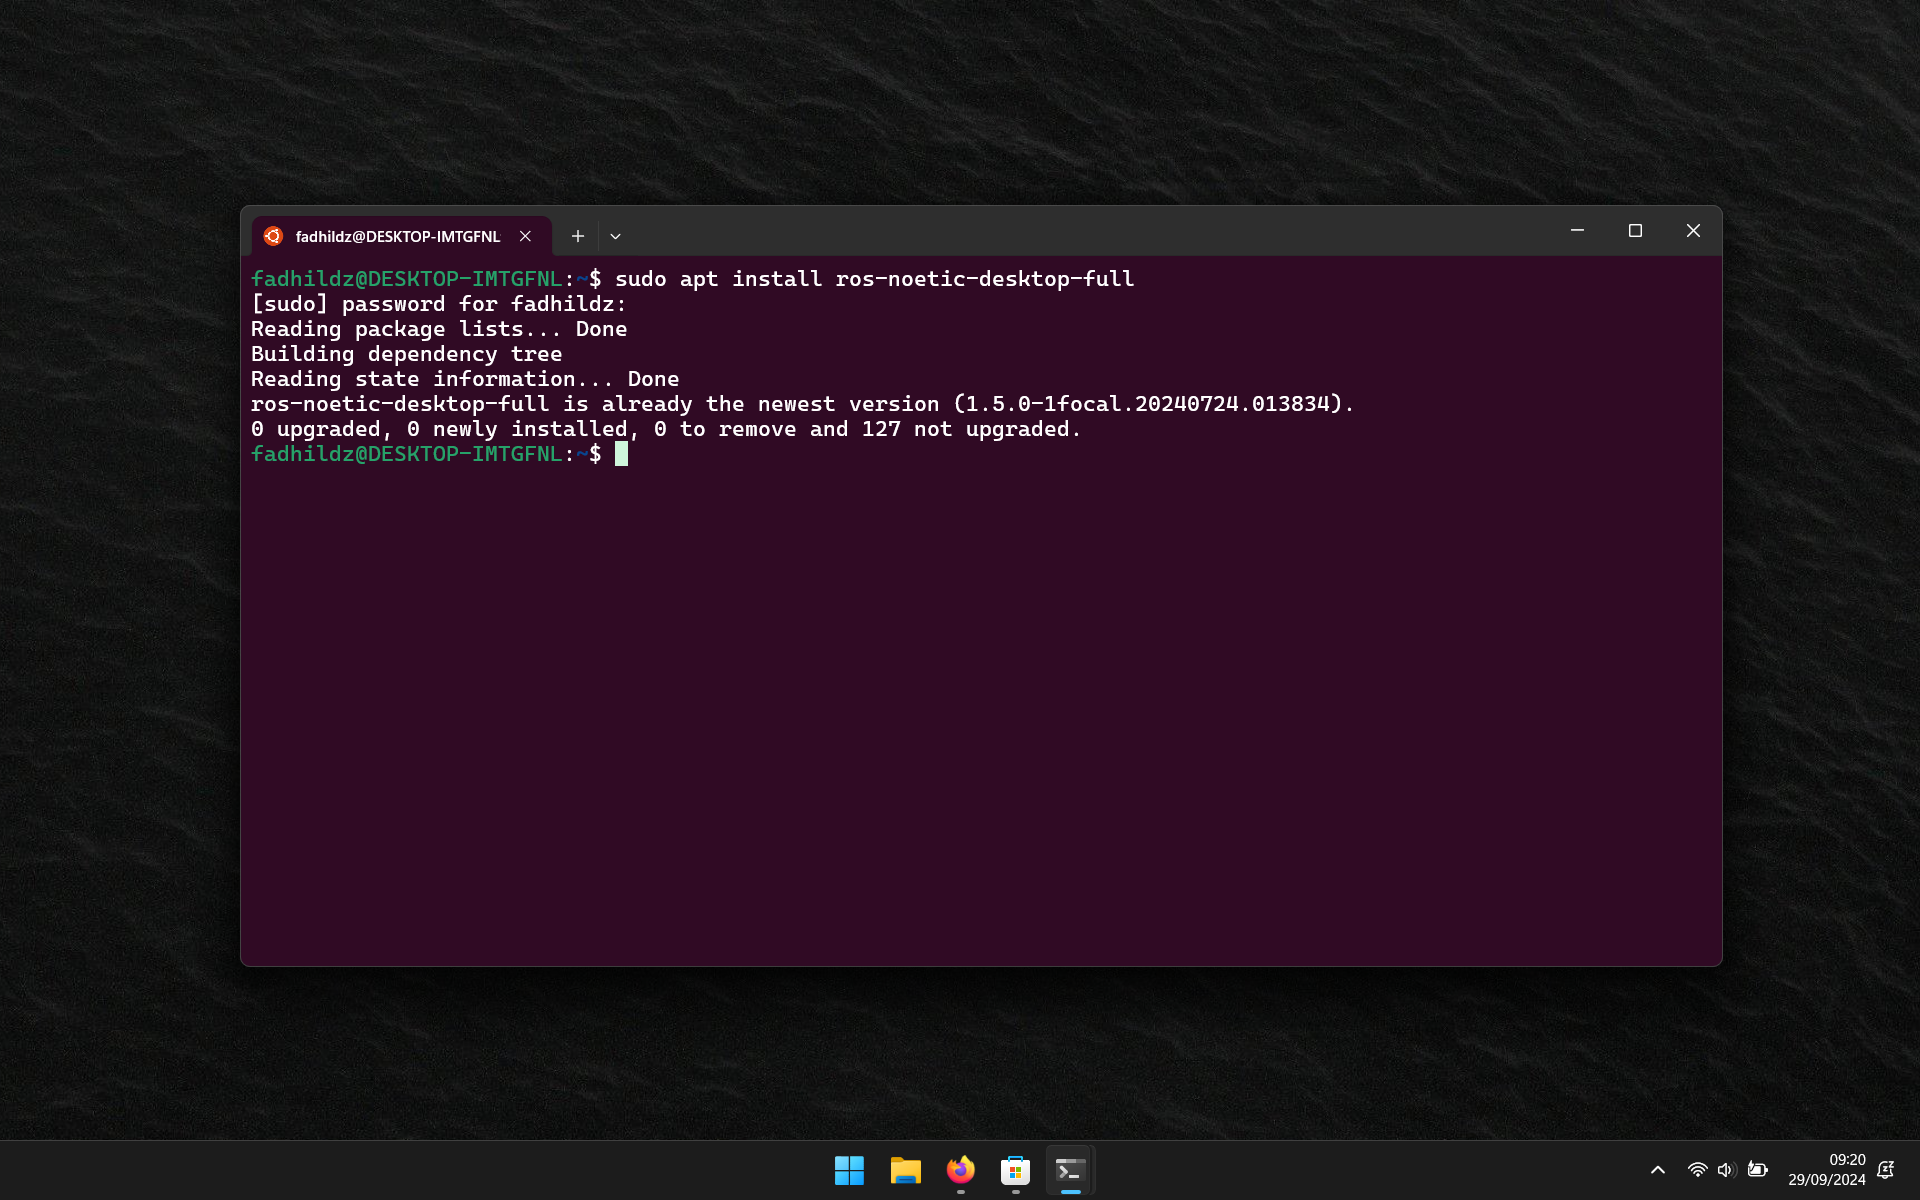 fadhildz@DESKTOP-IMTGFNL
fadhildz@DESKTOP-IMTGFNL:~$ sudo apt install ros-noetic-desktop-full
[sudo] password for fadhildz:
Reading package lists... Done
Building dependency tree
Reading state information... Done
ros-noetic-desktop-full is already the newest version (1.5.0-1focal.20240724.013834).
0 upgraded, 0 newly installed, 0 to remove and 127 not upgraded.
fadhildz@DESKTOP-IMTGFNL:~$
09:20
29/09/2024